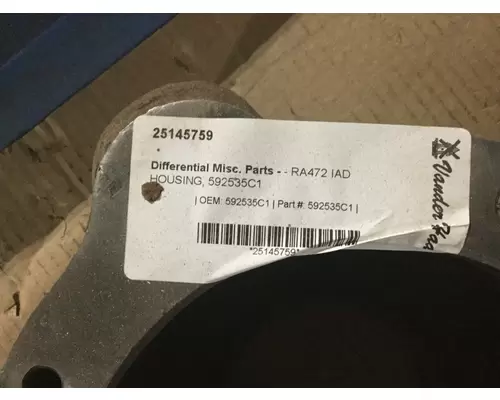 25145759
Differential Misc. Parts - - RA472 IAD
HOUSING, 592535C1
| OEM: 592535C1 | Part #: 592535C1 |
*25145759*
Vander Haag